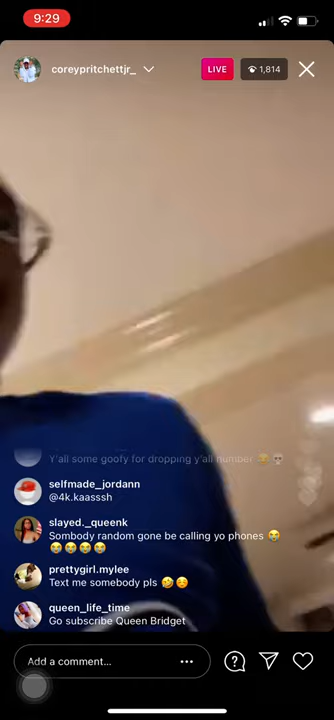 9:29
coreypritchettjr_
LIVE
1,814
Y'all some goofy for dropping y'all number
selfmade_jordann
@4k.kaasssh
slayed._queenk
Sombody random gone be calling yo phones
prettygirl.mylee
Text me somebody pls
queen_life_time
Go subscribe Queen Bridget
Add a comment...